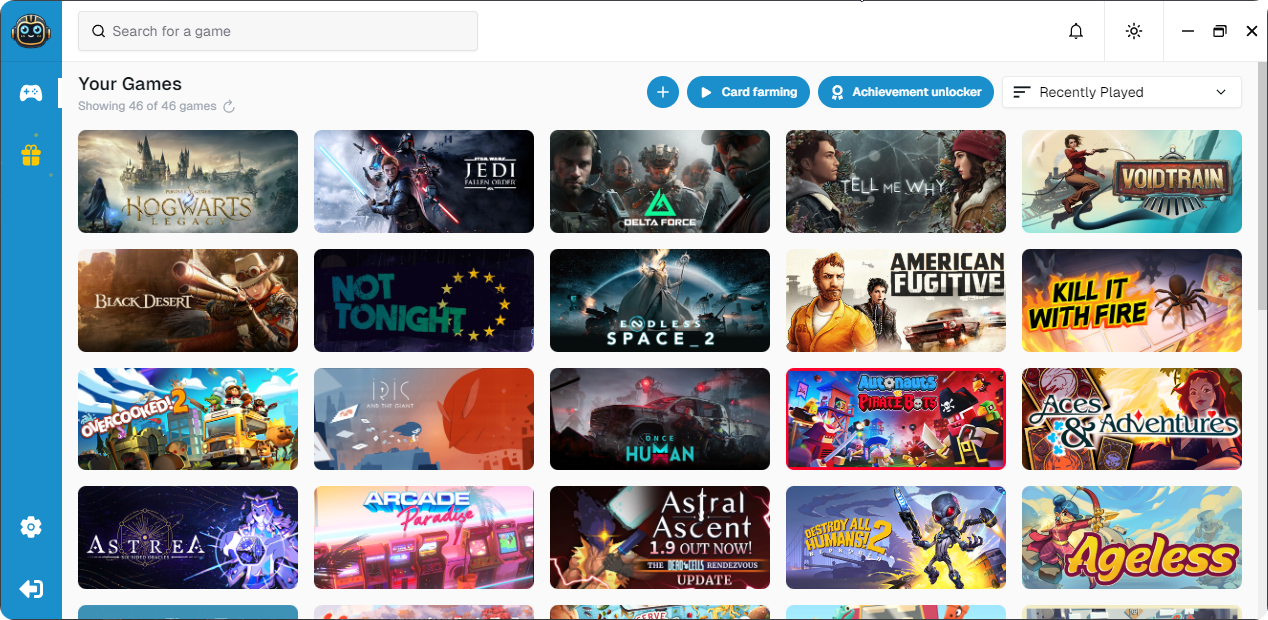 Search for a game
Your Games
Showing 46 of 46 games
Card farming
Achievement unlocker
Recently Played
HOGWARTS
LEGACY
STAR WARS
JEDI
FALLEN ORDER
DELTA FORCE
TELL ME WHY
VOIDTRAIN
BLACK DESERT
NOT
TONIGHT
ENDLESS
SPACE_2
AMERICAN
FUGITIVE
KILL IT
WITH FIRE
OVERCOOKED! 2
IRIS
AND THE GIANT
ONCE
HUMAN
Autonauts
vs
PIRATE BOTS
Aces
& Adventures
ASTREA
SIX-SIDED ORACLES
ARCADE
Paradise
Astral
Ascent
1.9 OUT NOW!
THE DEAD CELLS RENDEZVOUS
UPDATE
DESTROY ALL
HUMANS! 2
REPROBED
Ageless
SERVE